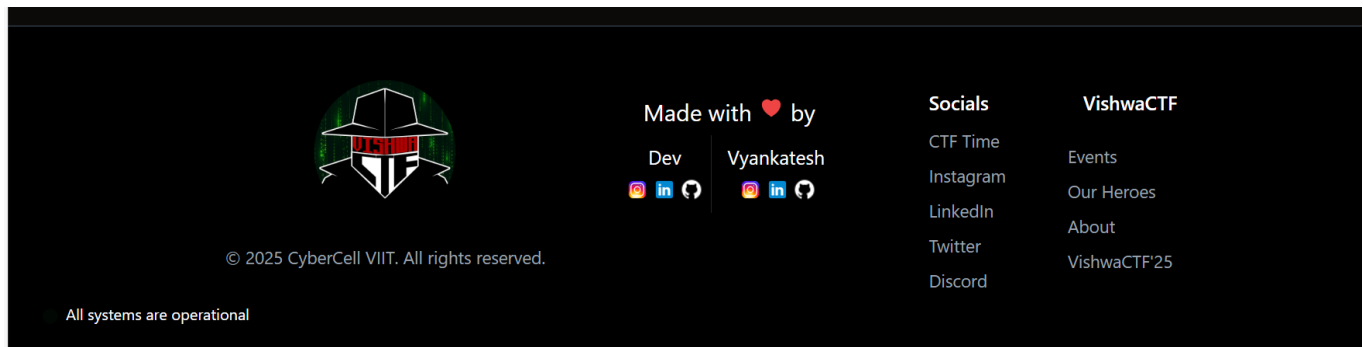 VISHWA
CTF
© 2025 CyberCell VIIT. All rights reserved.
Made with ❤ by
Dev
Vyankatesh
Socials
CTF Time
Instagram
LinkedIn
Twitter
Discord
VishwaCTF
Events
Our Heroes
About
VishwaCTF'25
All systems are operational